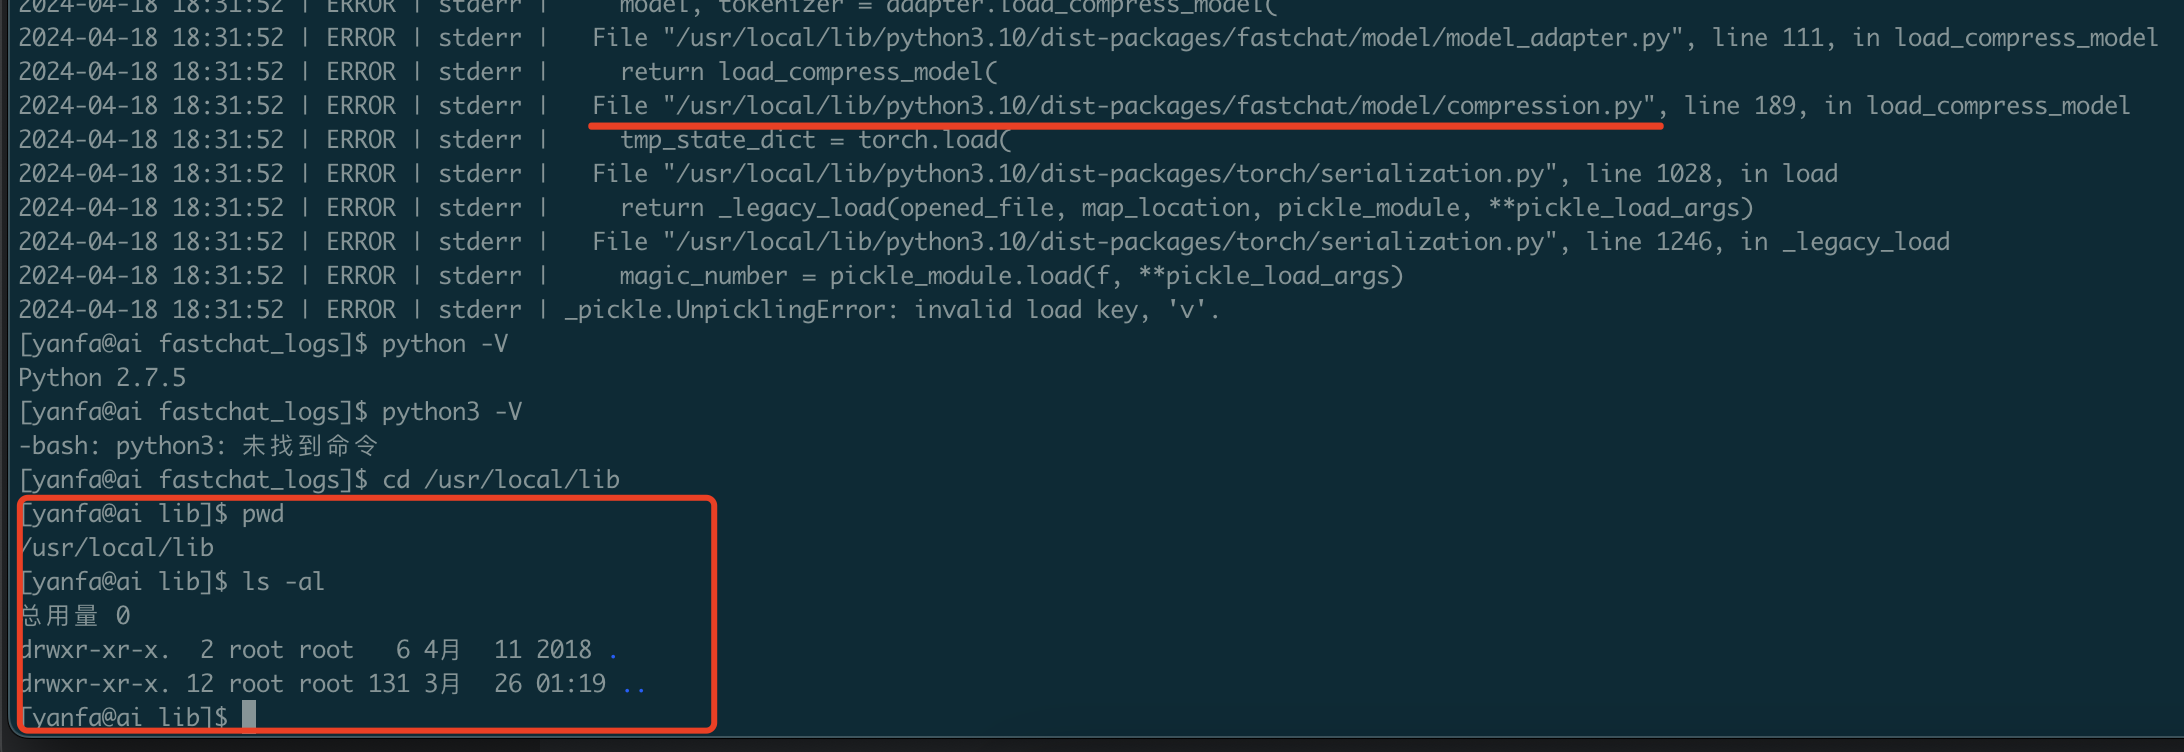 2024-04-18 18:31:52 | ERROR | stderr |     model, tokenizer = adapter.load_compress_model(
2024-04-18 18:31:52 | ERROR | stderr |   File "/usr/local/lib/python3.10/dist-packages/fastchat/model/model_adapter.py", line 111, in load_compress_model
2024-04-18 18:31:52 | ERROR | stderr |     return load_compress_model(
2024-04-18 18:31:52 | ERROR | stderr |   File "/usr/local/lib/python3.10/dist-packages/fastchat/model/compression.py", line 189, in load_compress_model
2024-04-18 18:31:52 | ERROR | stderr |     tmp_state_dict = torch.load(
2024-04-18 18:31:52 | ERROR | stderr |   File "/usr/local/lib/python3.10/dist-packages/torch/serialization.py", line 1028, in load
2024-04-18 18:31:52 | ERROR | stderr |     return _legacy_load(opened_file, map_location, pickle_module, **pickle_load_args)
2024-04-18 18:31:52 | ERROR | stderr |   File "/usr/local/lib/python3.10/dist-packages/torch/serialization.py", line 1246, in _legacy_load
2024-04-18 18:31:52 | ERROR | stderr |     magic_number = pickle_module.load(f, **pickle_load_args)
2024-04-18 18:31:52 | ERROR | stderr | _pickle.UnpicklingError: invalid load key, 'v'.
[yanfa@ai fastchat_logs]$ python -V
Python 2.7.5
[yanfa@ai fastchat_logs]$ python3 -V
-bash: python3: 未找到命令
[yanfa@ai fastchat_logs]$ cd /usr/local/lib
[yanfa@ai lib]$ pwd
/usr/local/lib
[yanfa@ai lib]$ ls -al
总用量 0
drwxr-xr-x.  2 root root   6 4月  11 2018 .
drwxr-xr-x. 12 root root 131 3月  26 01:19 ..
[yanfa@ai lib]$